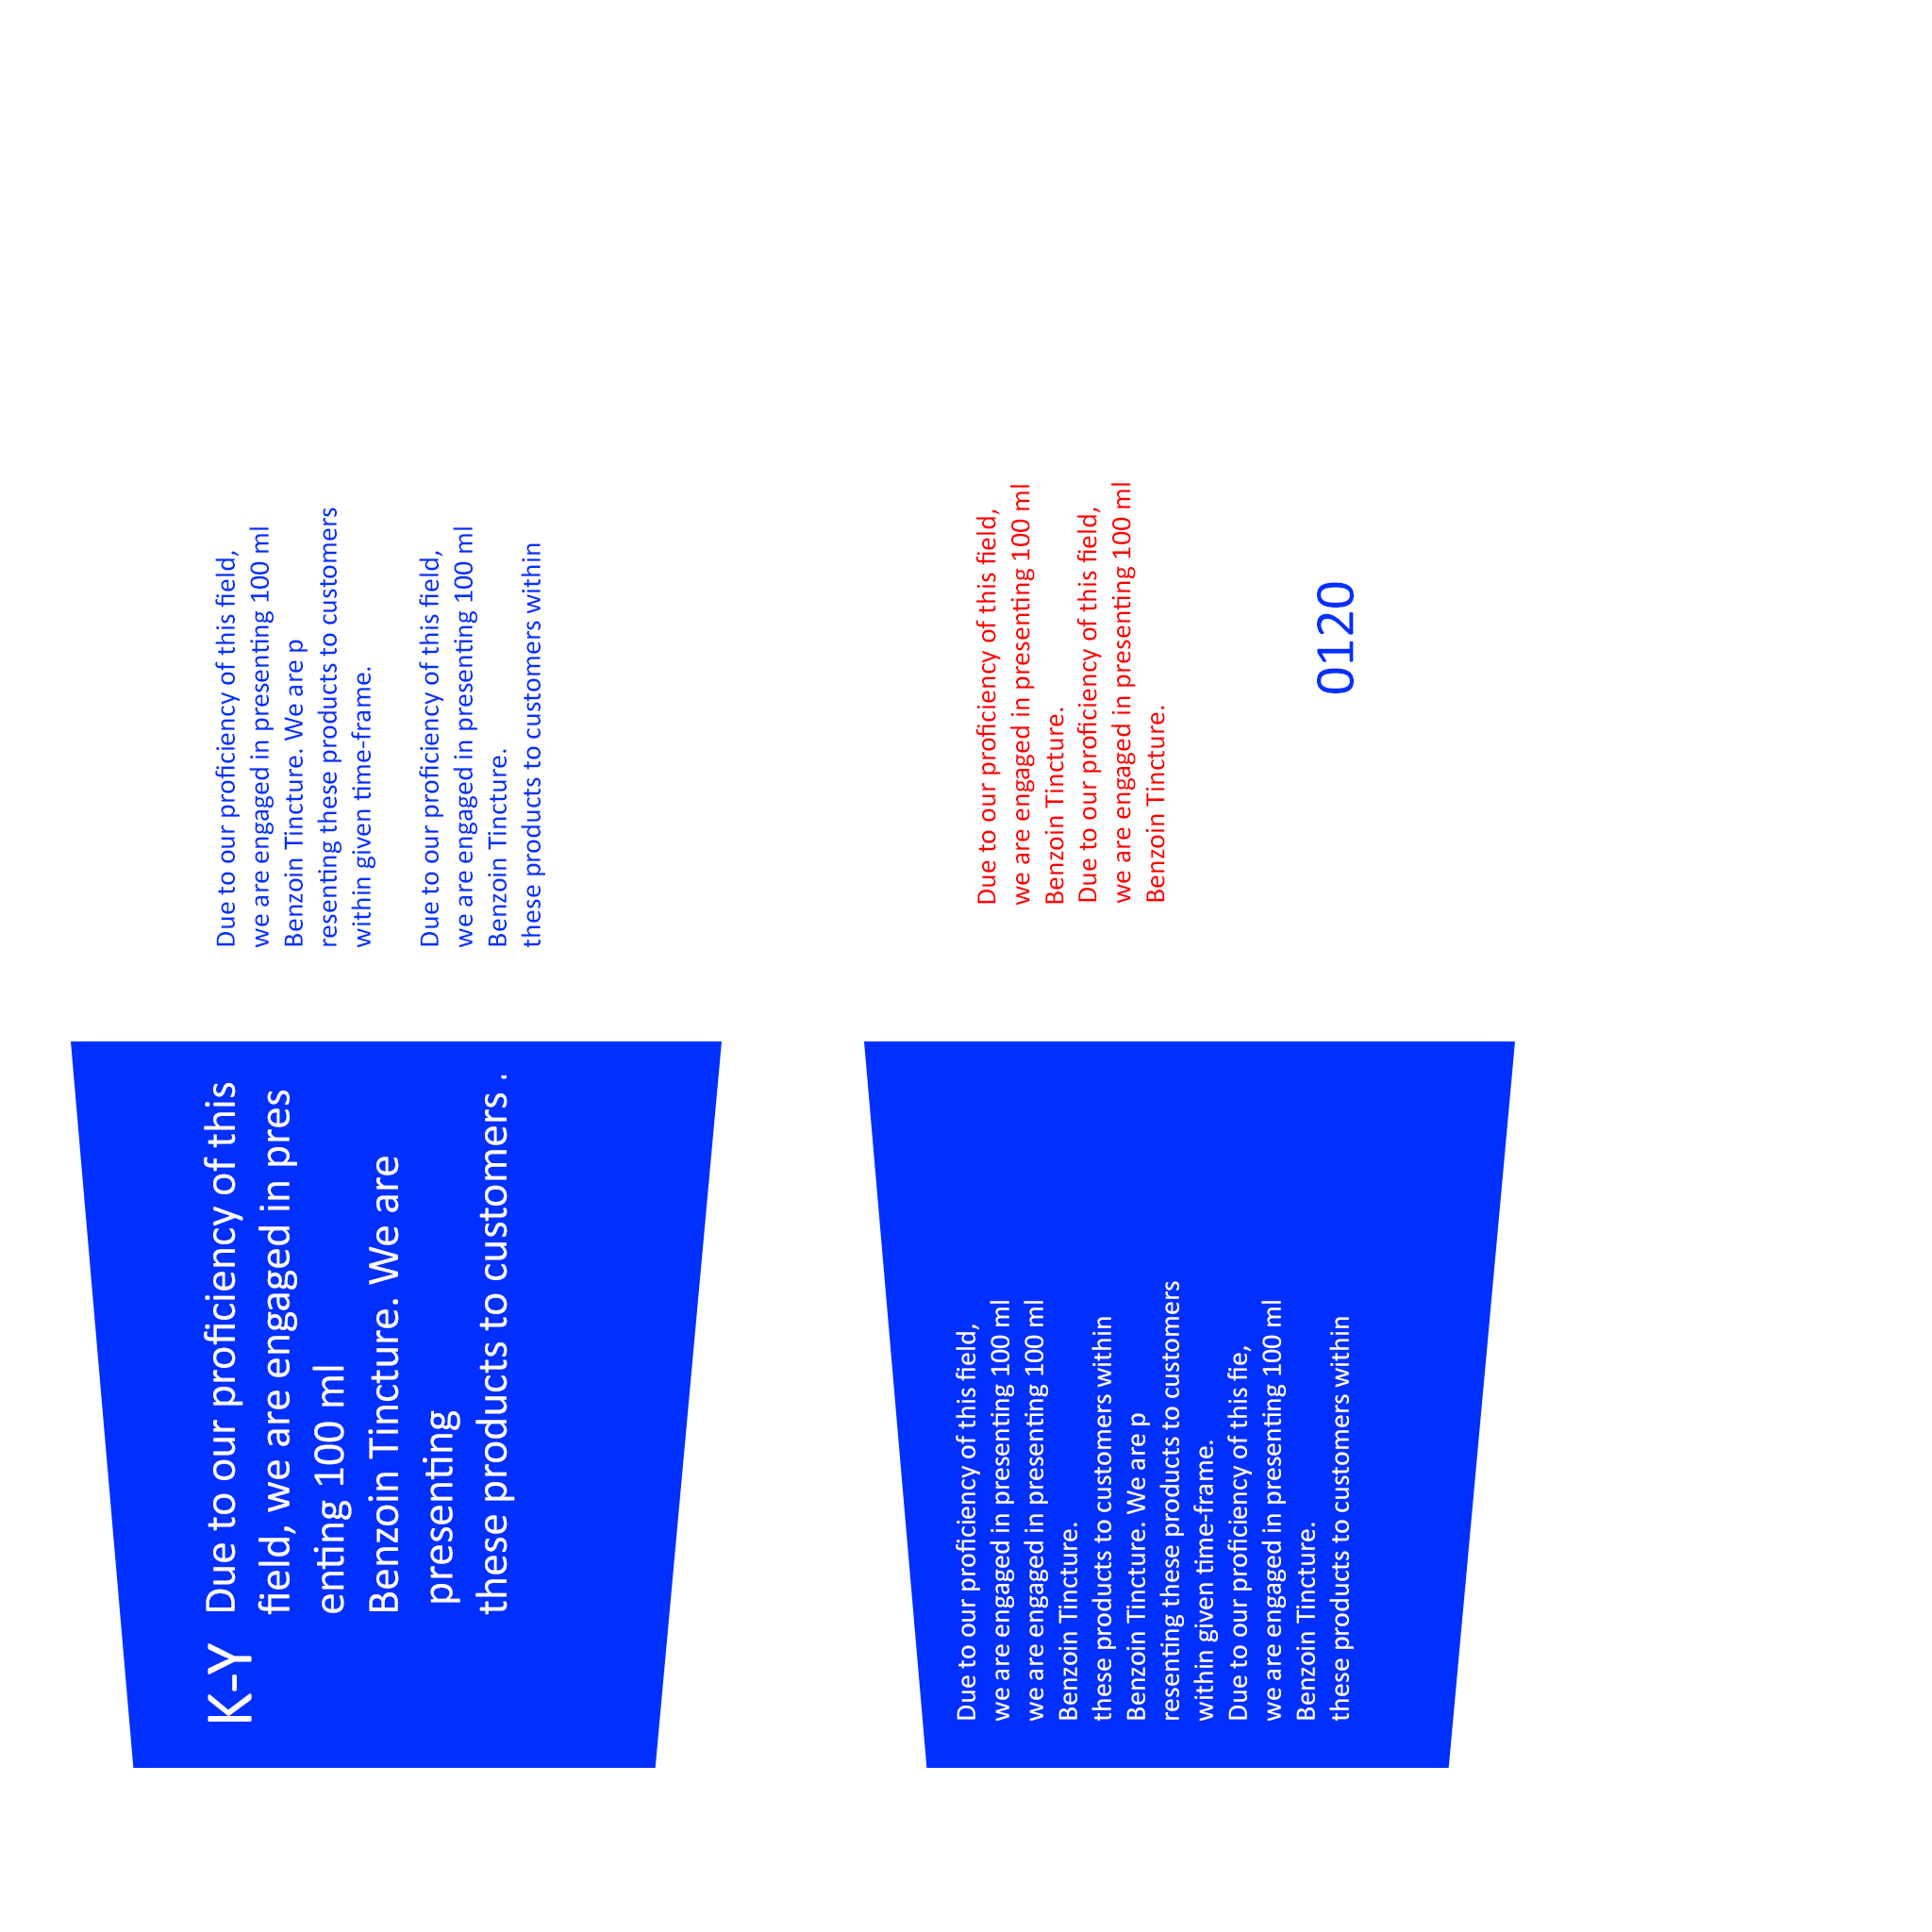 K-Y
Due to our proficiency of this
field, we are engaged in pres
enting 100 ml
Benzoin Tincture. We are
presenting
these products to customers .
Due to our proficiency of this field,
we are engaged in presenting 100 ml
Benzoin Tincture. We are p
resenting these products to customers
within given time-frame.
Due to our proficiency of this field,
we are engaged in presenting 100 ml
Benzoin Tincture.
these products to customers within
Due to our proficiency of this field,
we are engaged in presenting 100 ml
we are engaged in presenting 100 ml
Benzoin Tincture.
these products to customers within
Benzoin Tincture. We are p
resenting these products to customers
within given time-frame.
Due to our proficiency of this fie,
we are engaged in presenting 100 ml
Benzoin Tincture.
these products to customers within
Due to our proficiency of this field,
we are engaged in presenting 100 ml
Benzoin Tincture.
Due to our proficiency of this field,
we are engaged in presenting 100 ml
Benzoin Tincture.
0120